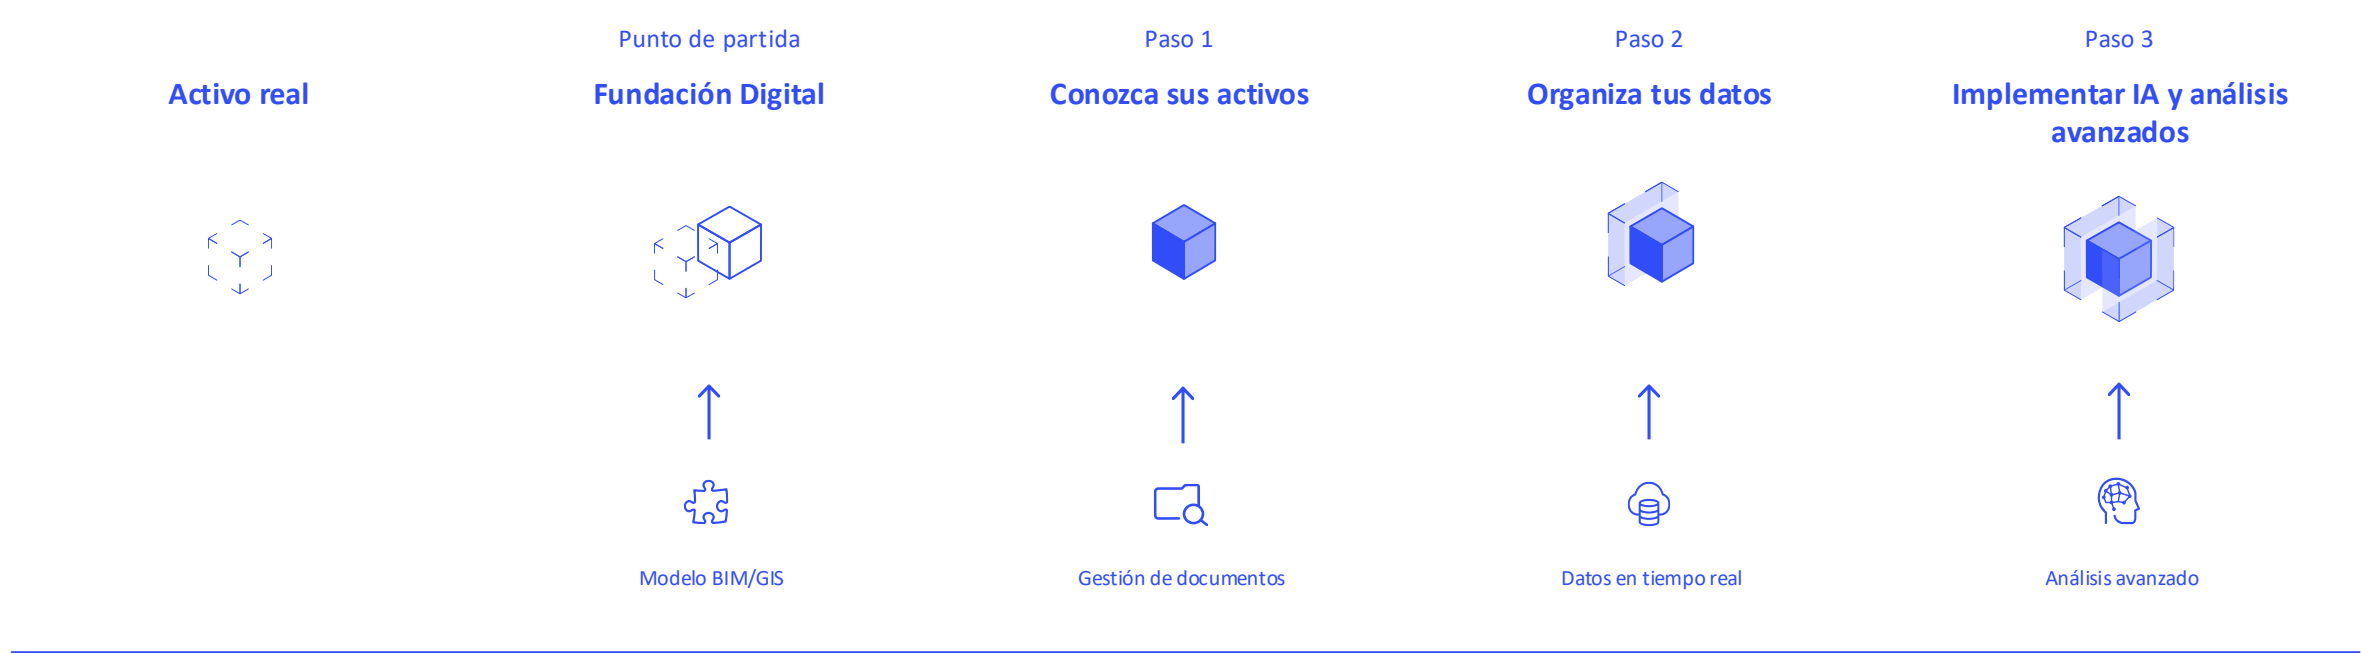 Activo real
Punto de partida
Fundación Digital
Modelo BIM/GIS
Paso 1
Conozca sus activos
Gestión de documentos
Paso 2
Organiza tus datos
Datos en tiempo real
Paso 3
Implementar IA y análisis
avanzados
Análisis avanzado